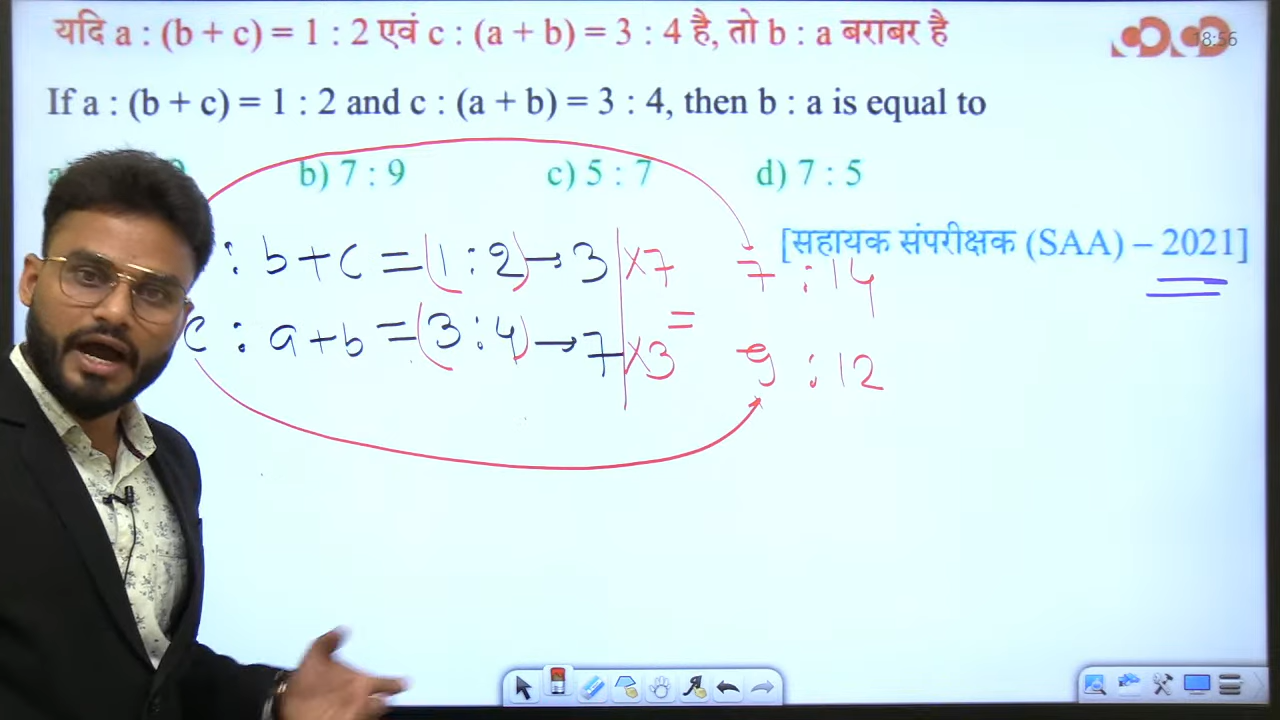 यदि a : (b + c) = 1 : 2 एवं c : (a + b) = 3 : 4 है, तो b : a बराबर है
18:56
If a : (b + c) = 1 : 2 and c : (a + b) = 3 : 4, then b : a is equal to
b) 7 : 9 c) 5 : 7 d) 7 : 5
[सहायक संपरीक्षक (SAA) – 2021]
: b+c = (1 : 2) → 3 | ×7 7 : 14
=
c : a+b = (3 : 4) → 7 | ×3 9 : 12